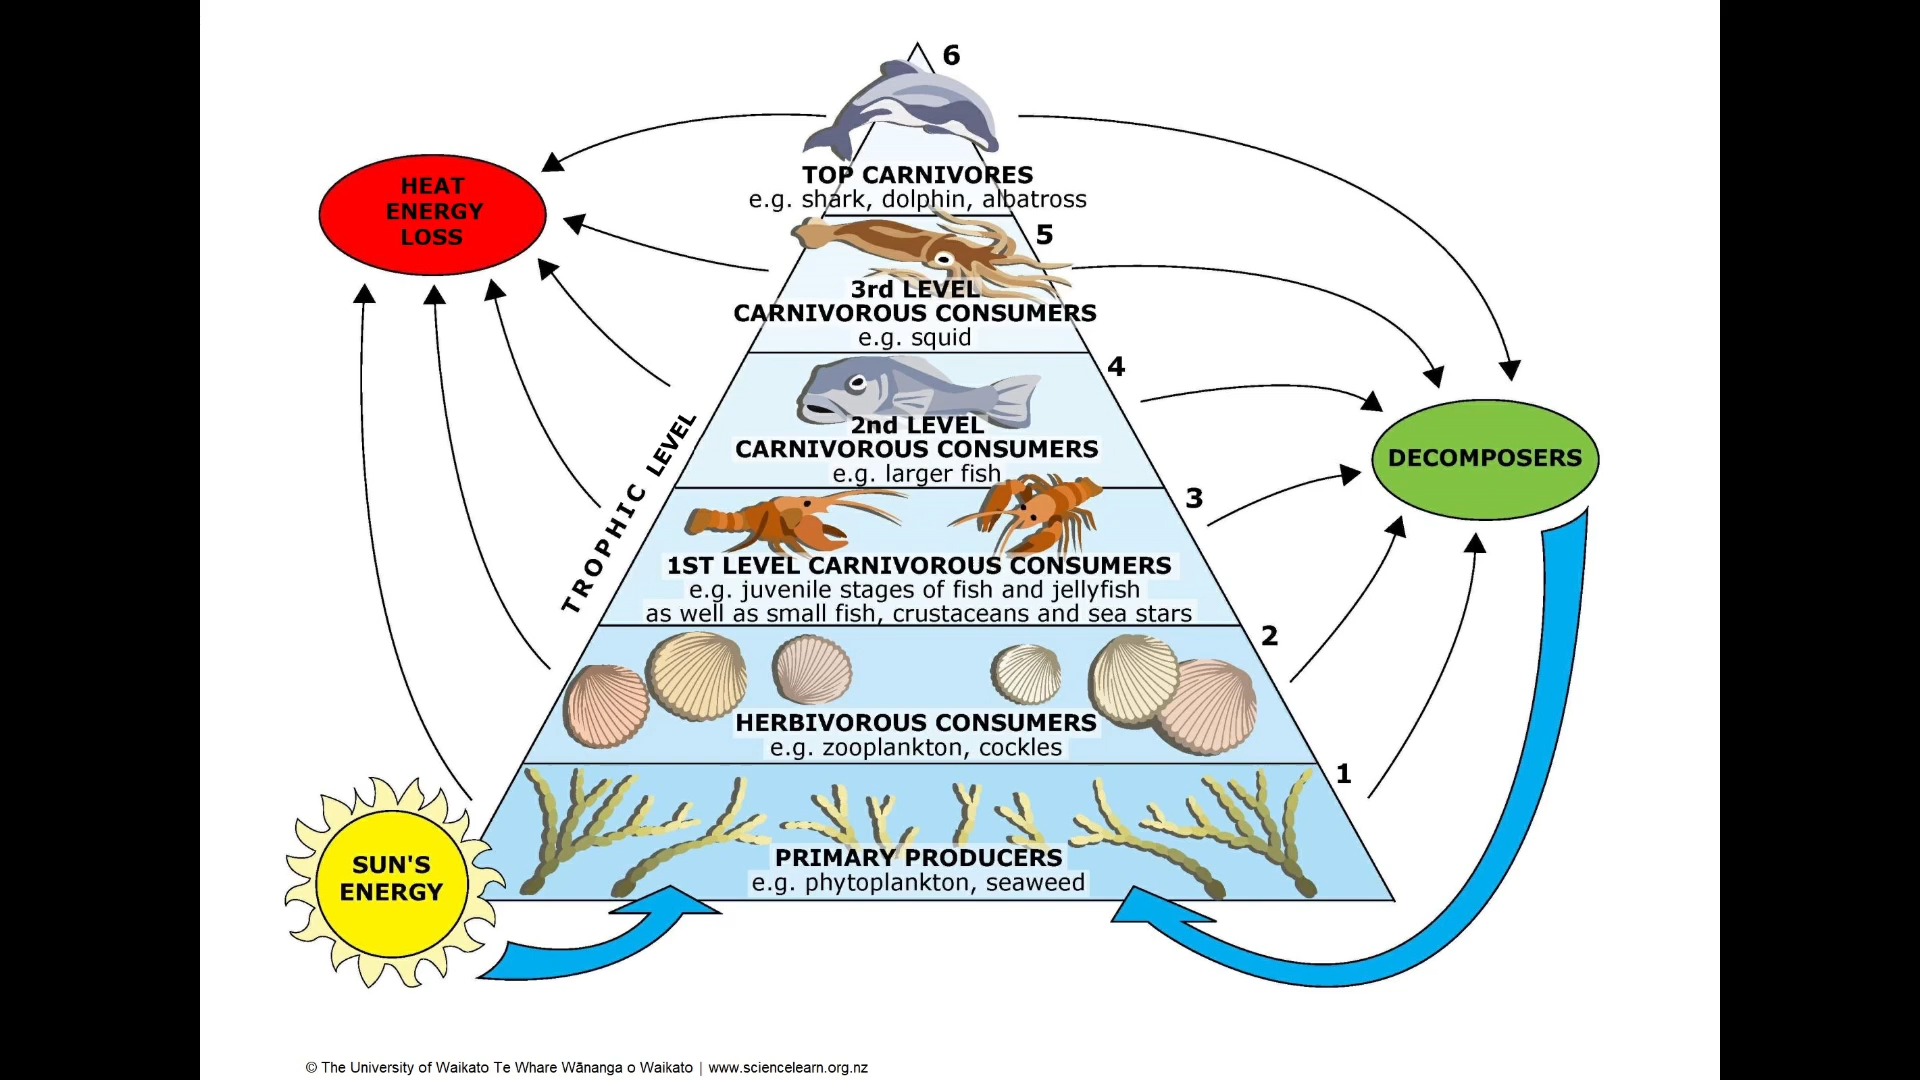 6
TOP CARNIVORES
e.g. shark, dolphin, albatross
HEAT
ENERGY
LOSS
5
3rd LEVEL
CARNIVOROUS CONSUMERS
e.g. squid
4
2nd LEVEL
CARNIVOROUS CONSUMERS
e.g. larger fish
DECOMPOSERS
TROPHIC LEVEL
3
1ST LEVEL CARNIVOROUS CONSUMERS
e.g. juvenile stages of fish and jellyfish
as well as small fish, crustaceans and sea stars
2
HERBIVOROUS CONSUMERS
e.g. zooplankton, cockles
1
PRIMARY PRODUCERS
e.g. phytoplankton, seaweed
SUN'S
ENERGY
© The University of Waikato Te Whare Wānanga o Waikato | www.sciencelearn.org.nz